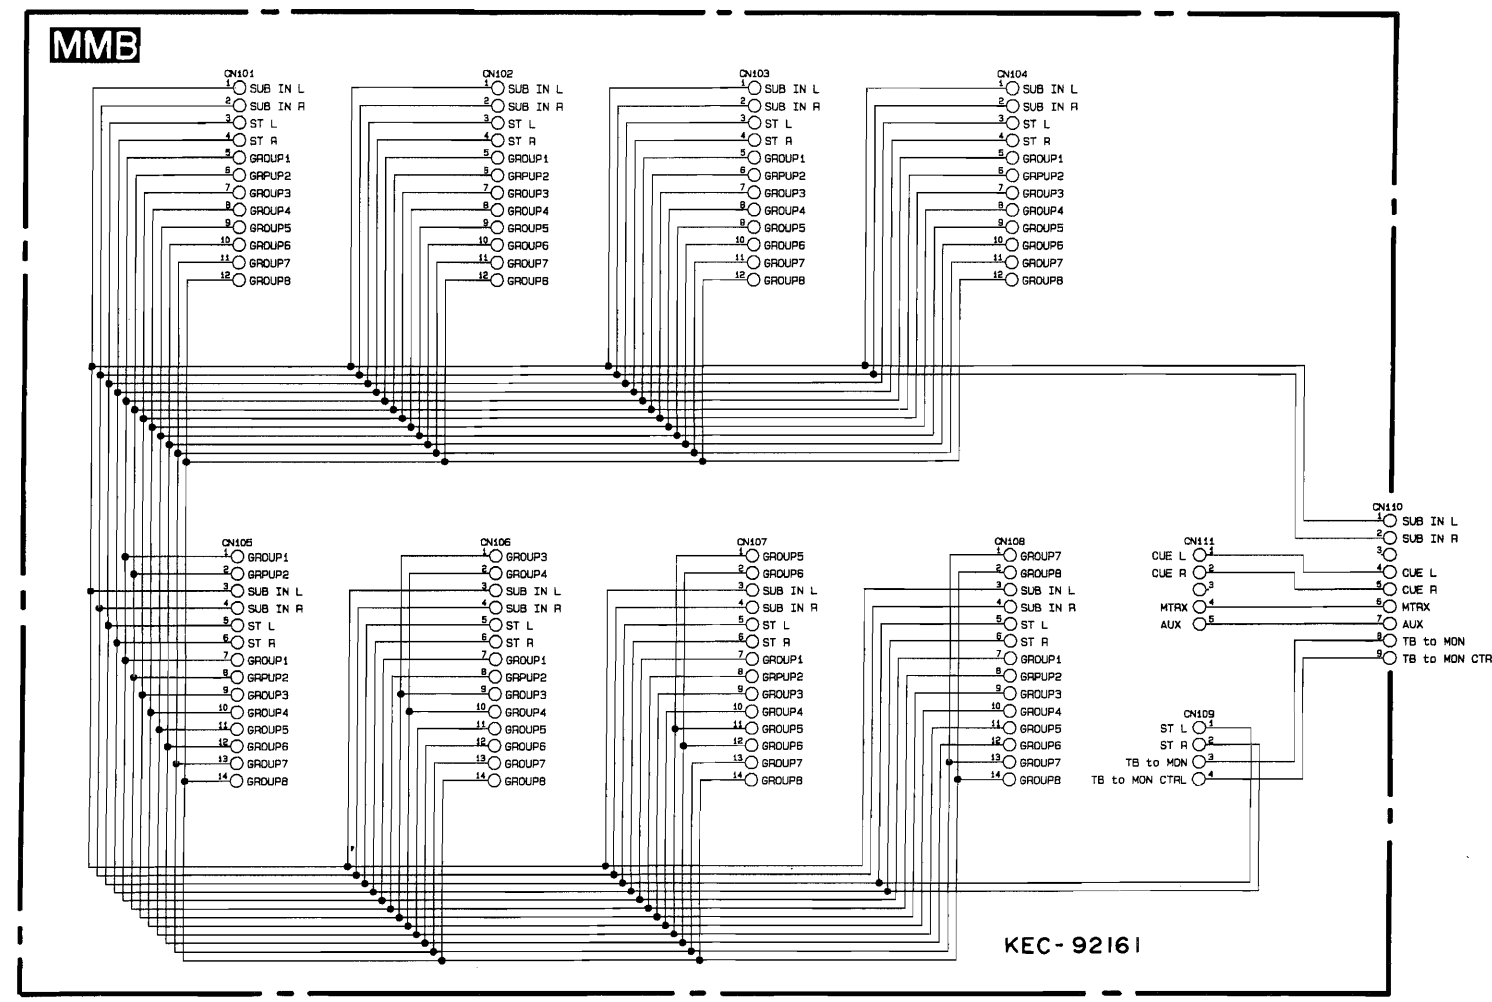 MMB
CN101
1 SUB IN L
2 SUB IN R
3 ST L
4 ST R
5 GROUP1
6 GRPUP2
7 GROUP3
8 GROUP4
9 GROUP5
10 GROUP6
11 GROUP7
12 GROUP8
CN102
1 SUB IN L
2 SUB IN R
3 ST L
4 ST R
5 GROUP1
6 GRPUP2
7 GROUP3
8 GROUP4
9 GROUP5
10 GROUP6
11 GROUP7
12 GROUP8
CN103
1 SUB IN L
2 SUB IN R
3 ST L
4 ST R
5 GROUP1
6 GRPUP2
7 GROUP3
8 GROUP4
9 GROUP5
10 GROUP6
11 GROUP7
12 GROUP8
CN104
1 SUB IN L
2 SUB IN R
3 ST L
4 ST R
5 GROUP1
6 GRPUP2
7 GROUP3
8 GROUP4
9 GROUP5
10 GROUP6
11 GROUP7
12 GROUP8
CN105
1 GROUP1
2 GRPUP2
3 SUB IN L
4 SUB IN R
5 ST L
6 ST R
7 GROUP1
8 GRPUP2
9 GROUP3
10 GROUP4
11 GROUP5
12 GROUP6
13 GROUP7
14 GROUP8
CN106
1 GROUP3
2 GROUP4
3 SUB IN L
4 SUB IN R
5 ST L
6 ST R
7 GROUP1
8 GRPUP2
9 GROUP3
10 GROUP4
11 GROUP5
12 GROUP6
13 GROUP7
14 GROUP8
CN107
1 GROUP5
2 GROUP6
3 SUB IN L
4 SUB IN R
5 ST L
6 ST R
7 GROUP1
8 GRPUP2
9 GROUP3
10 GROUP4
11 GROUP5
12 GROUP6
13 GROUP7
14 GROUP8
CN108
1 GROUP7
2 GROUP8
3 SUB IN L
4 SUB IN R
5 ST L
6 ST R
7 GROUP1
8 GRPUP2
9 GROUP3
10 GROUP4
11 GROUP5
12 GROUP6
13 GROUP7
14 GROUP8
CN111
CUE L 1
CUE R 2
3
MTRX 4
AUX 5
CN109
ST L 1
ST R 2
TB to MON 3
TB to MON CTRL 4
CN110
1 SUB IN L
2 SUB IN R
3
4 CUE L
5 CUE R
6 MTRX
7 AUX
8 TB to MON
9 TB to MON CTR
KEC-92161